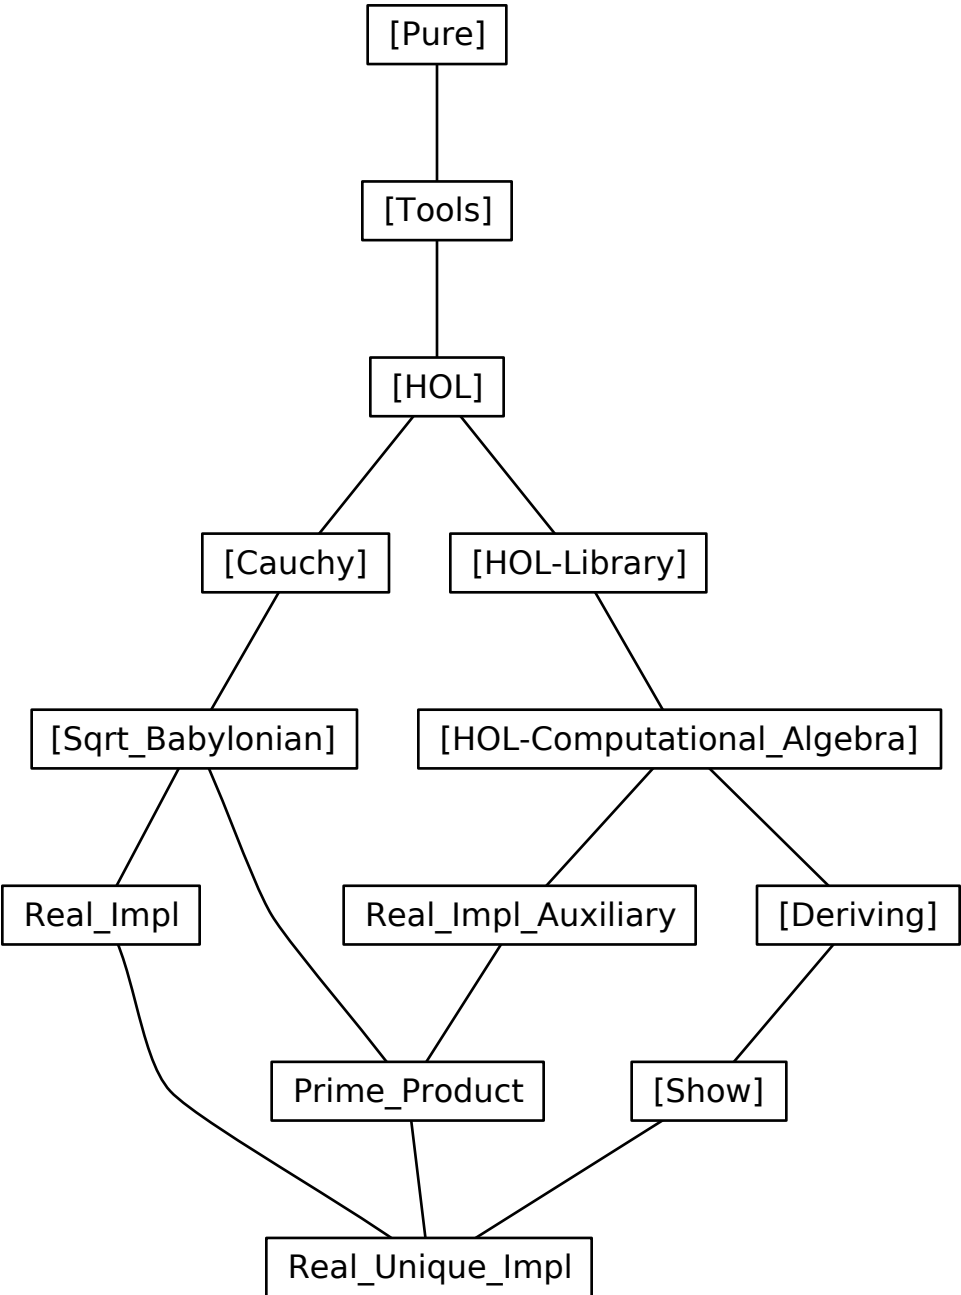 [Pure]
[Tools]
[HOL]
[Cauchy]
[HOL-Library]
[Sqrt_Babylonian]
[HOL-Computational_Algebra]
Real_Impl
Real_Impl_Auxiliary
[Deriving]
Prime_Product
[Show]
Real_Unique_Impl